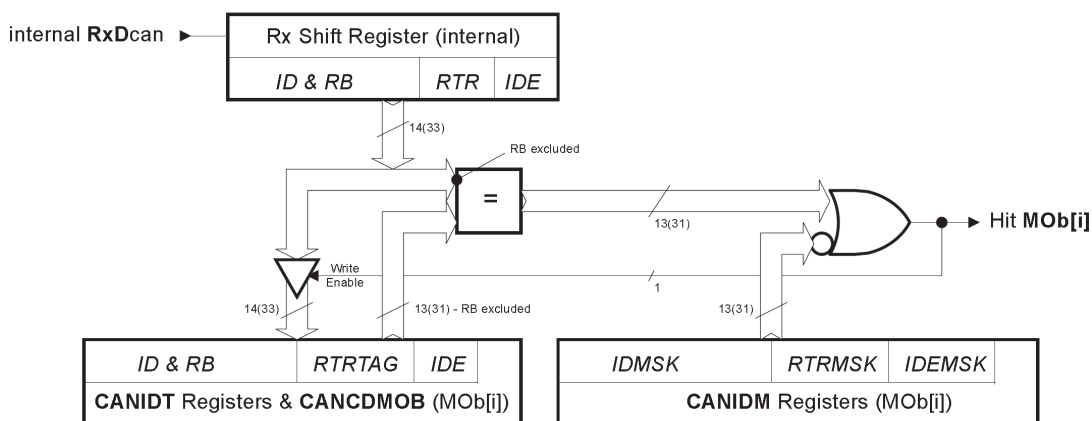 internal RxDcan
Rx Shift Register (internal)
ID & RB
RTR
IDE
14(33)
RB excluded
=
13(31)
Hit MOb[i]
Write
Enable
1
14(33)
13(31) - RB excluded
13(31)
ID & RB
RTRTAG
IDE
CANIDT Registers & CANCDMOB (MOb[i])
IDMSK
RTRMSK
IDEMSK
CANIDM Registers (MOb[i])